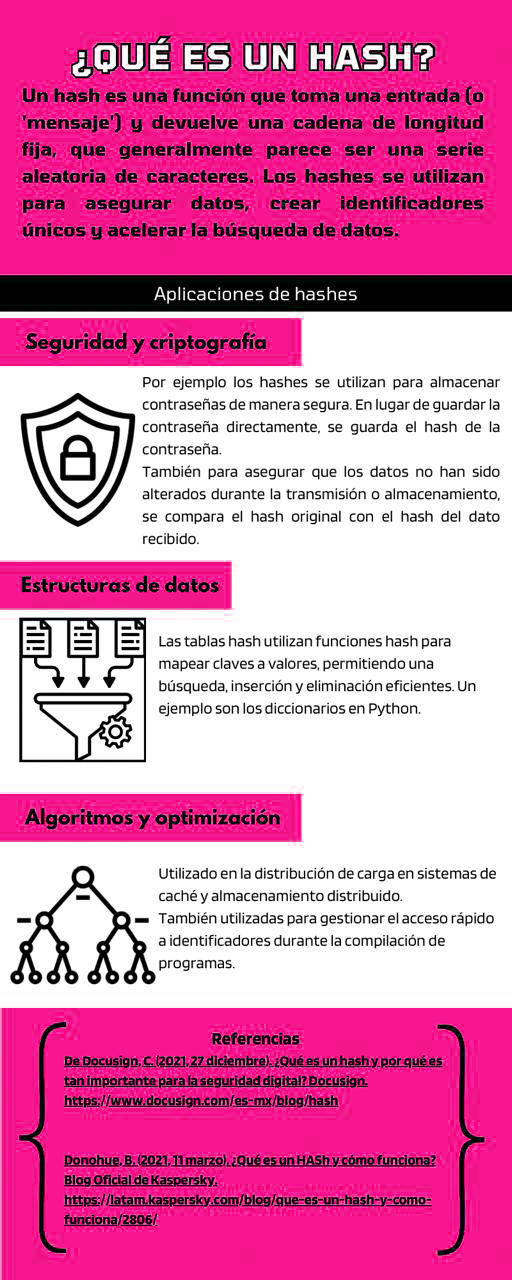 ¿QUÉ ES UN HASH?
Un hash es una función que toma una entrada (o
'mensaje') y devuelve una cadena de longitud
fija, que generalmente parece ser una serie
aleatoria de caracteres. Los hashes se utilizan
para asegurar datos, crear identificadores
únicos y acelerar la búsqueda de datos.
Aplicaciones de hashes
Seguridad y criptografía
Por ejemplo los hashes se utilizan para almacenar
contraseñas de manera segura. En lugar de guardar la
contraseña directamente, se guarda el hash de la
contraseña.
También para asegurar que los datos no han sido
alterados durante la transmisión o almacenamiento,
se compara el hash original con el hash del dato
recibido.
Estructuras de datos
Las tablas hash utilizan funciones hash para
mapear claves a valores, permitiendo una
búsqueda, inserción y eliminación eficientes. Un
ejemplo son los diccionarios en Python.
Algoritmos y optimización
Utilizado en la distribución de carga en sistemas de
caché y almacenamiento distribuido.
También utilizadas para gestionar el acceso rápido
a identificadores durante la compilación de
programas.
Referencias
De Docusign, C. (2021, 27 diciembre). ¿Qué es un hash y por qué es
tan importante para la seguridad digital? Docusign.
https://www.docusign.com/es-mx/blog/hash
Donohue, B. (2021, 11 marzo). ¿Qué es un HASh y cómo funciona?
Blog Oficial de Kaspersky.
https://latam.kaspersky.com/blog/que-es-un-hash-y-como-
funciona/2806/